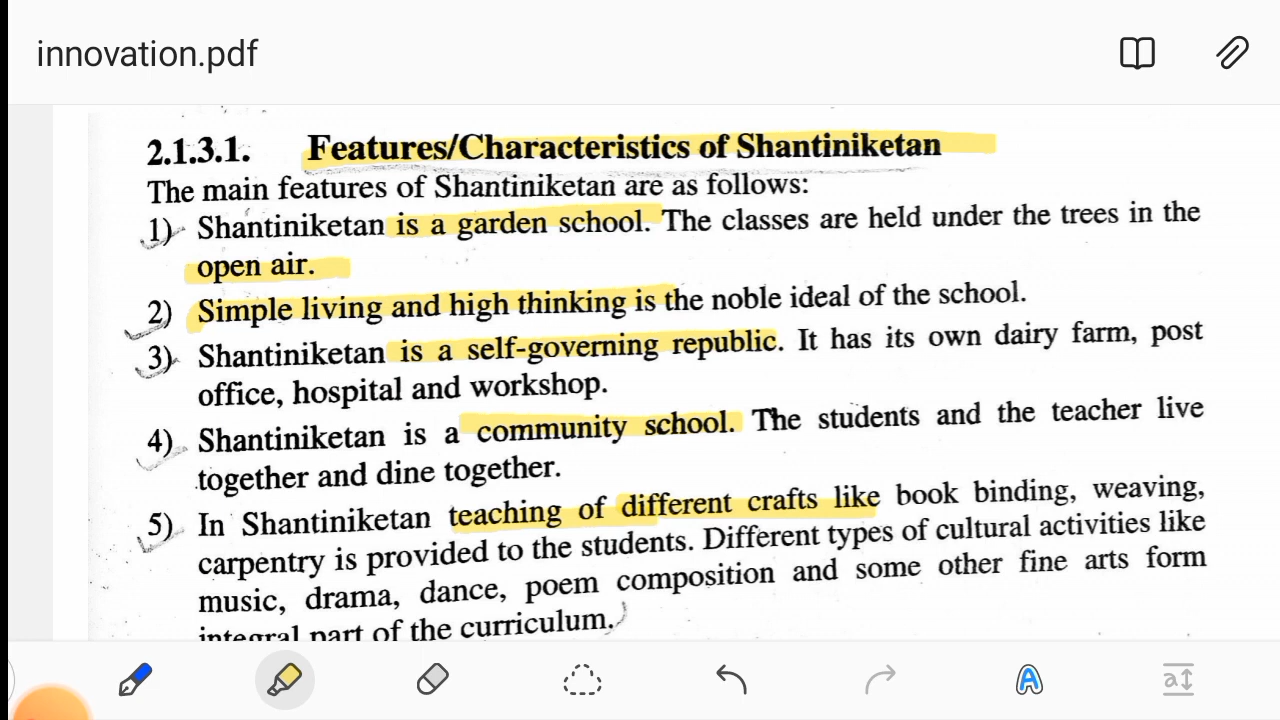 innovation.pdf
2.1.3.1. Features/Characteristics of Shantiniketan
The main features of Shantiniketan are as follows:
1) Shantiniketan is a garden school. The classes are held under the trees in the
open air.
2) Simple living and high thinking is the noble ideal of the school.
3) Shantiniketan is a self-governing republic. It has its own dairy farm, post
office, hospital and workshop.
4) Shantiniketan is a community school. The students and the teacher live
together and dine together.
5) In Shantiniketan teaching of different crafts like book binding, weaving,
carpentry is provided to the students. Different types of cultural activities like
music, drama, dance, poem composition and some other fine arts form
integral part of the curriculum.
A
a